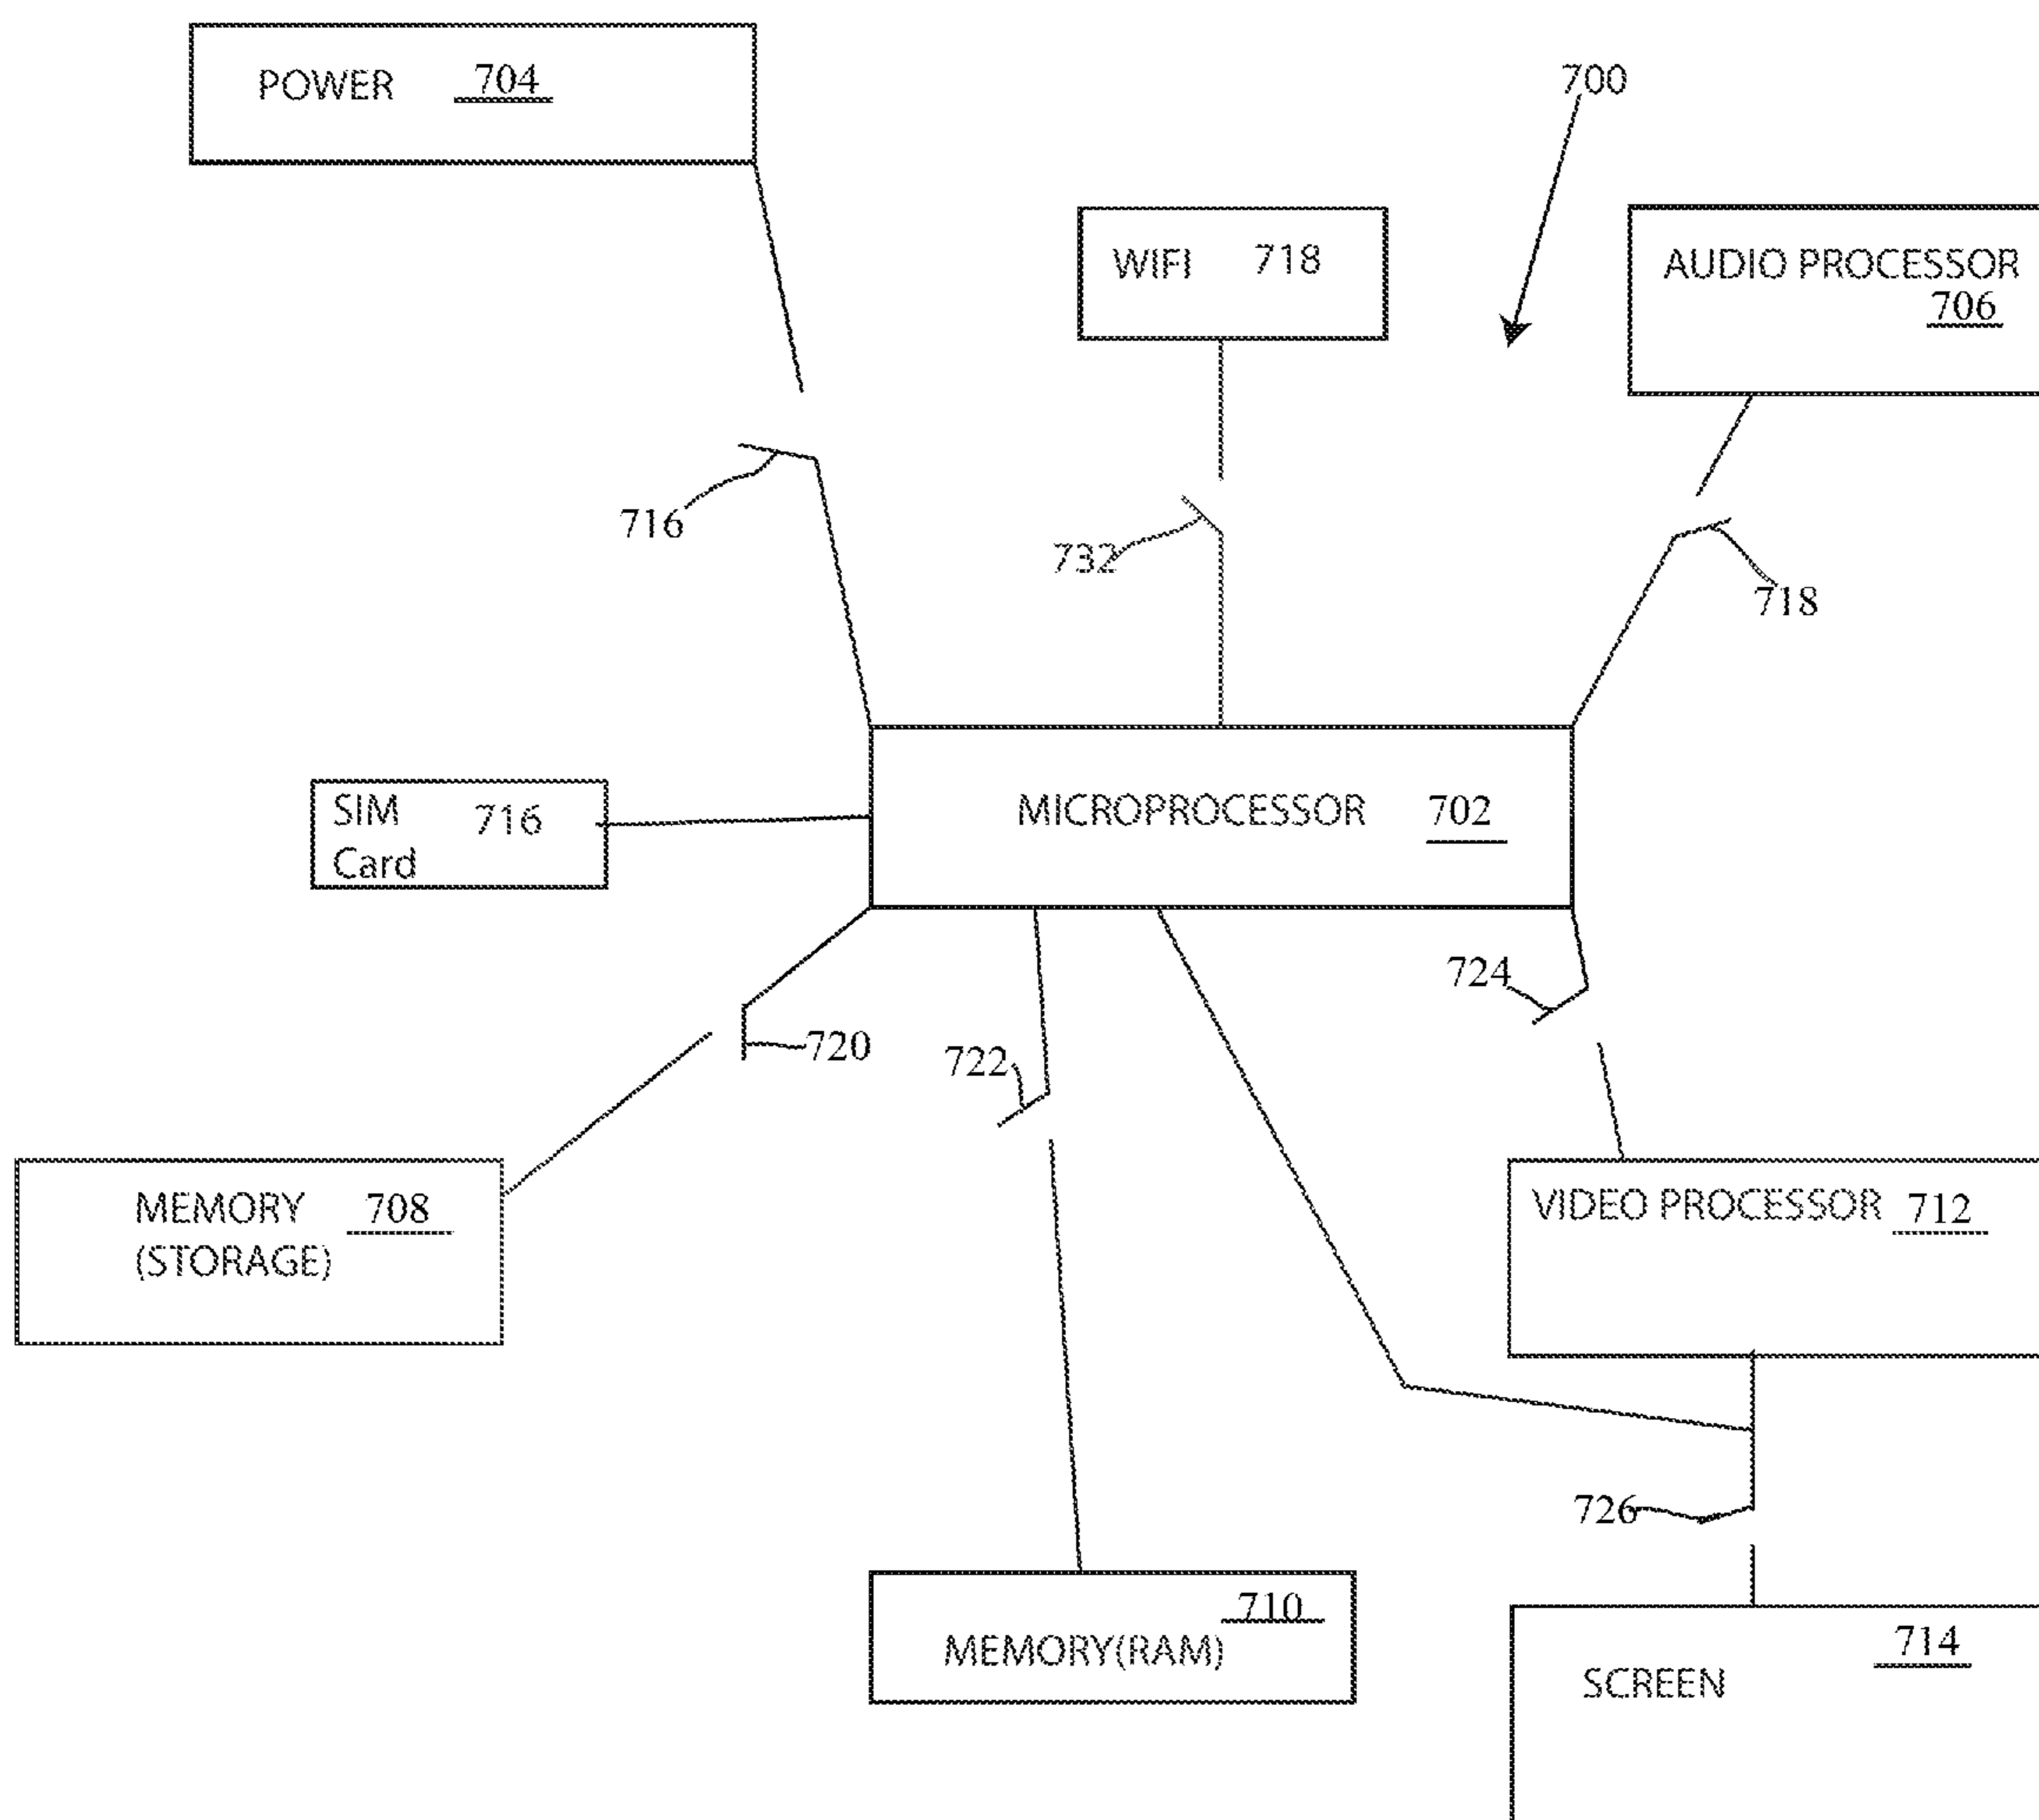 POWER 704
700
WIFI 718
AUDIO PROCESSOR
706
716
732
718
MICROPROCESSOR 702
SIM 716
Card
724
720
722
MEMORY 708
(STORAGE)
VIDEO PROCESSOR 712
726
710
MEMORY(RAM)
714
SCREEN